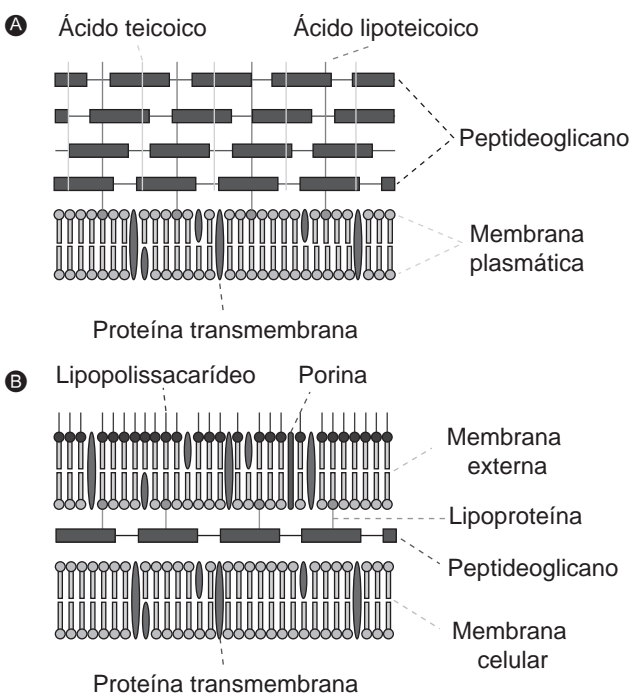 A
Ácido teicoico
Ácido lipoteicoico
Peptideoglicano
Membrana
plasmática
Proteína transmembrana
B
Lipopolissacarídeo
Porina
Membrana
externa
Lipoproteína
Peptideoglicano
Membrana
celular
Proteína transmembrana